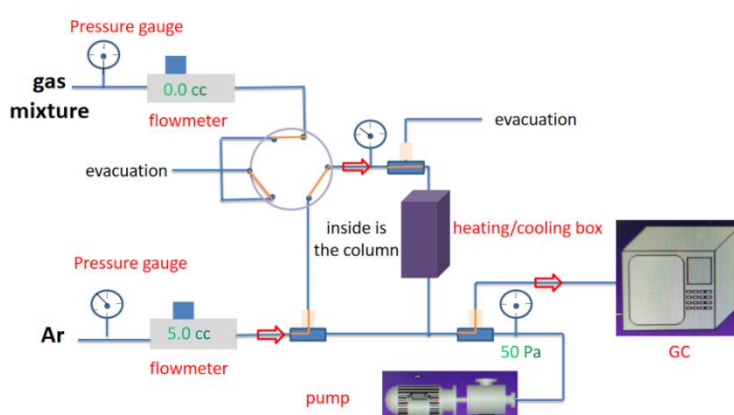 Pressure gauge
gas
mixture
0.0 cc
flowmeter
evacuation
evacuation
inside is
the column
heating/cooling box
Pressure gauge
Ar
5.0 cc
flowmeter
50 Pa
GC
pump